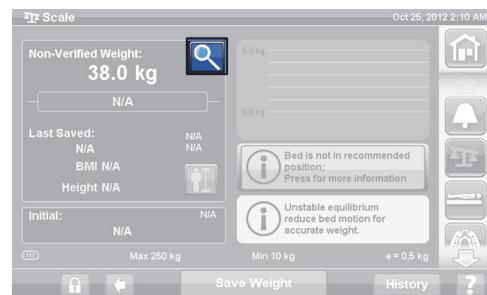 Scale
Oct 25, 2012 2:10 AM
Non-Verified Weight:
38.0 kg
N/A
Last Saved:
N/A
N/A
N/A
BMI N/A
Height N/A
Initial:
N/A
N/A
5.0 kg
0.0 kg
Bed is not in recommended
position;
Press for more information
Unstable equilibrium
reduce bed motion for
accurate weight.
Max 250 kg
Min 10 kg
e = 0,5 kg
Save Weight
History
?